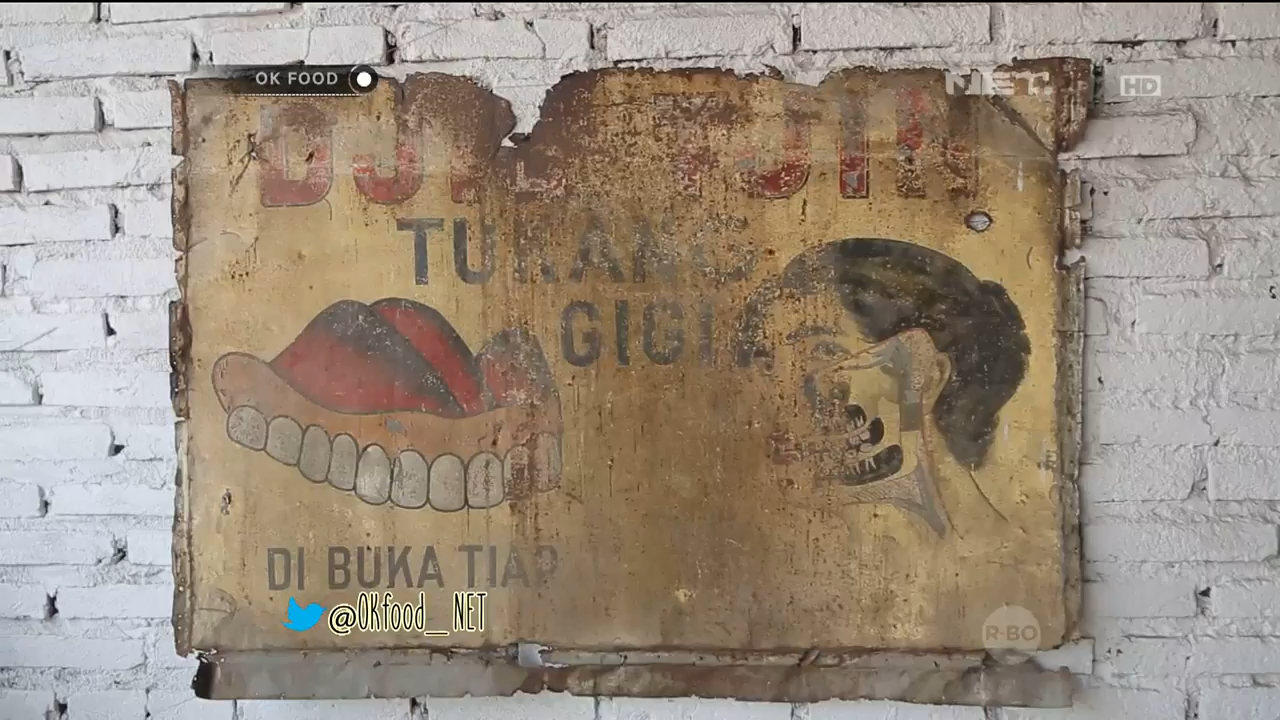 OK FOOD
NET.
HD
TUKANG
GIGI
DI BUKA TIAP
@OKfood_NET
R-BO